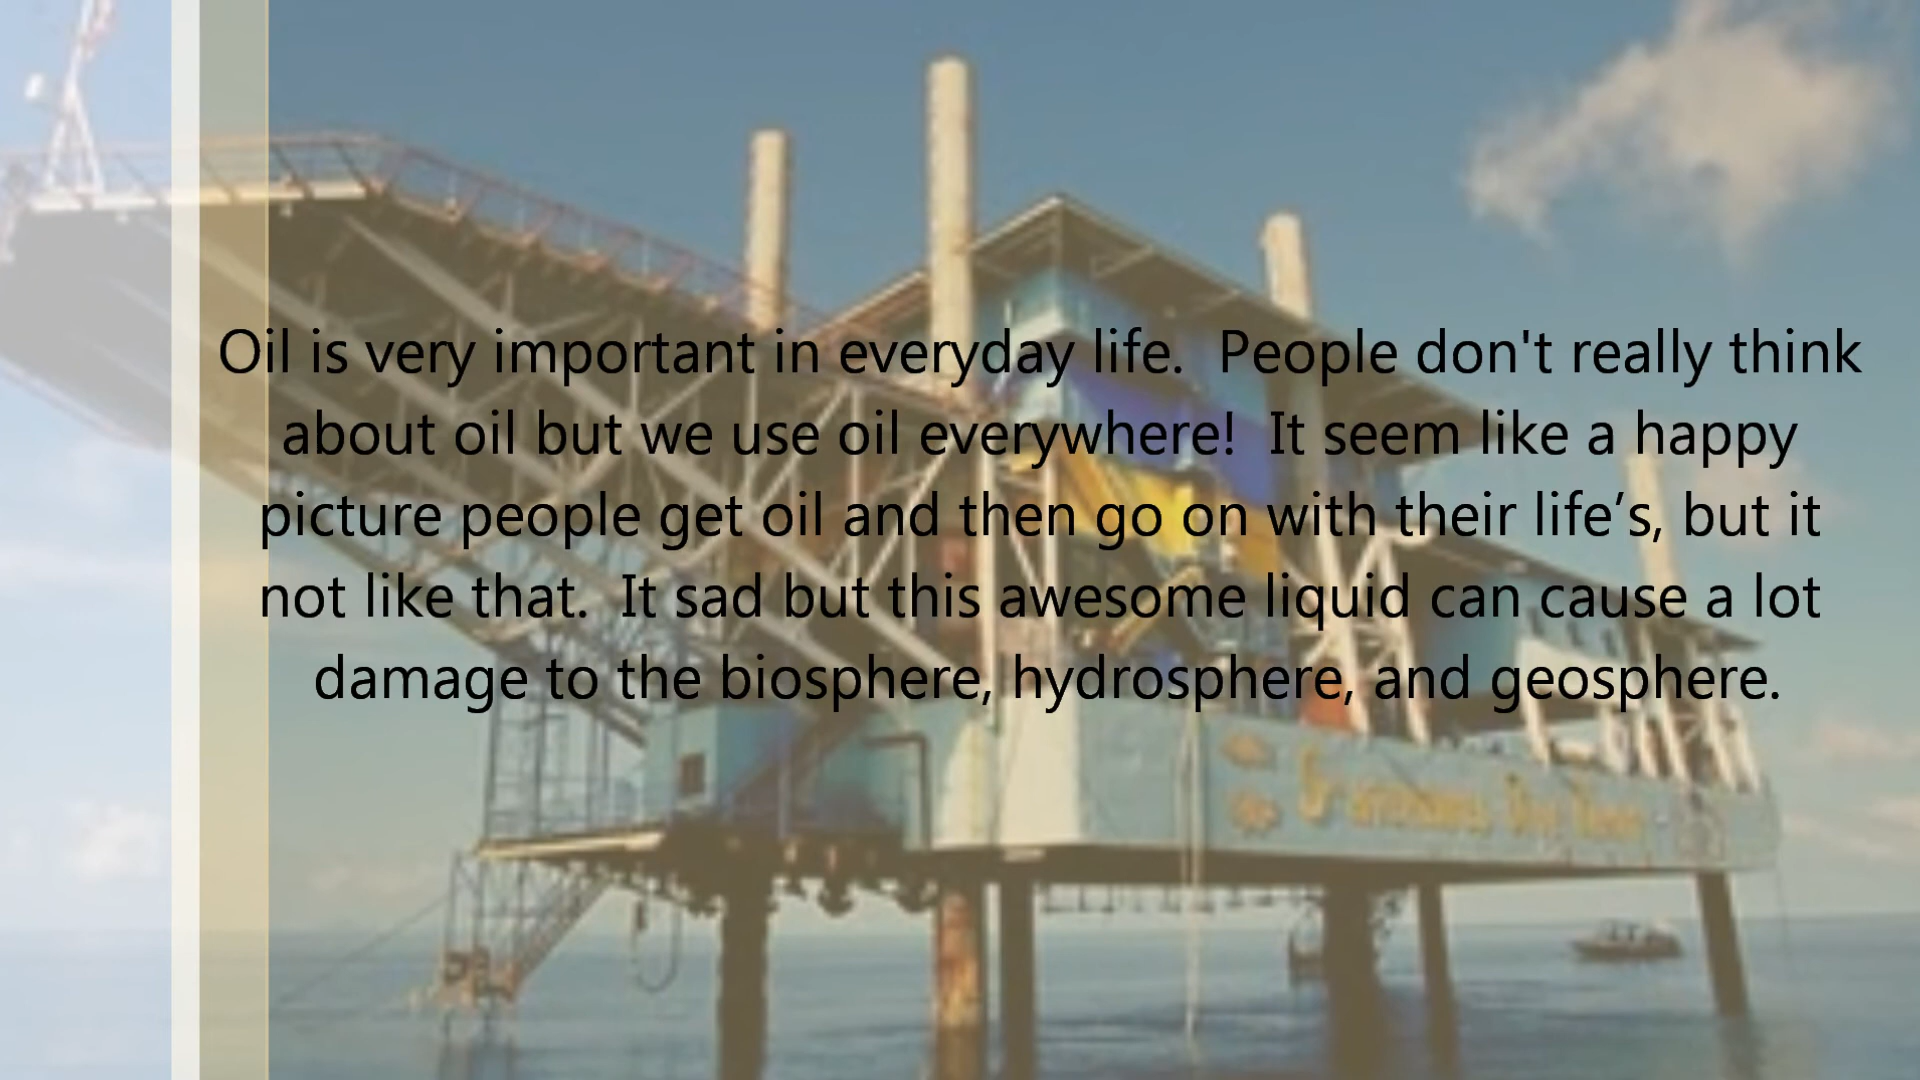 Oil is very important in everyday life.  People don't really think
about oil but we use oil everywhere!  It seem like a happy
picture people get oil and then go on with their life’s, but it
not like that.  It sad but this awesome liquid can cause a lot
damage to the biosphere, hydrosphere, and geosphere.